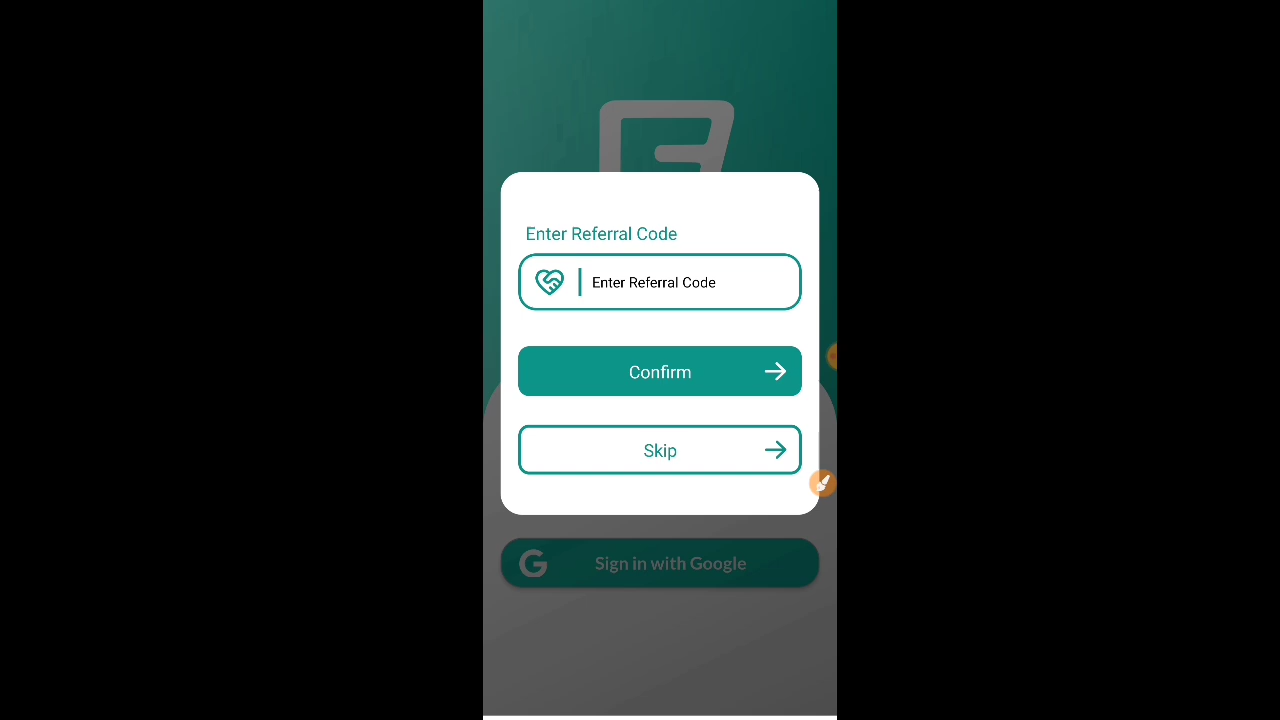 Enter Referral Code
Enter Referral Code
Confirm
Skip
Sign in with Google